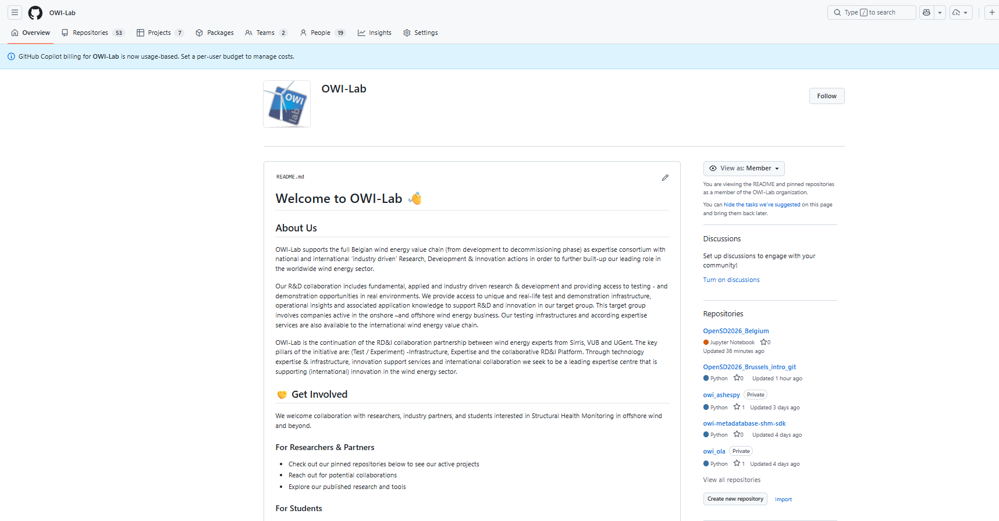 OWI-Lab
Type / to search
Overview
Repositories 53
Projects 7
Packages
Teams 2
People 19
Insights
Settings
GitHub Copilot billing for OWI-Lab is now usage-based. Set a per-user budget to manage costs.
OWI
lab
OWI-Lab
Follow
README.md
Welcome to OWI-Lab 👋
About Us
OWI-Lab supports the full Belgian wind energy value chain (from development to decommissioning phase) as expertise consortium with
national and international ´industry driven´ Research, Development & Innovation actions in order to further built-up our leading role in
the worldwide wind energy sector.
Our R&D collaboration includes fundamental, applied and industry driven research & development and providing access to testing - and
demonstration opportunities in real environments. We provide access to unique and real-life test and demonstration infrastructure,
operational insights and associated application knowledge to support R&D and innovation in our target group. This target group
involves companies active in the onshore –and offshore wind energy business. Our testing infrastructures and according expertise
services are also available to the international wind energy value chain.
OWI-Lab is the continuation of the RD&I collaboration partnership between wind energy experts from Sirris, VUB and UGent. The key
pillars of the initiative are: (Test / Experiment) -Infrastructure, Expertise and the collaborative RD&I Platform. Through technology
expertise & infrastructure, innovation support services and international collaboration we seek to be a leading expertise centre that is
supporting (international) innovation in the wind energy sector.
🤝 Get Involved
We welcome collaboration with researchers, industry partners, and students interested in Structural Health Monitoring in offshore wind
and beyond.
For Researchers & Partners
• Check out our pinned repositories below to see our active projects
• Reach out for potential collaborations
• Explore our published research and tools
For Students
View as: Member
You are viewing the README and pinned repositories
as a member of the OWI-Lab organization.
You can hide the tasks we've suggested on this page
and bring them back later.
Discussions
Set up discussions to engage with your
community!
Turn on discussions
Repositories
OpenSD2026_Belgium
Jupyter Notebook 0
Updated 36 minutes ago
OpenSD2026_Brussels_intro_git
Python 0 Updated 1 hour ago
owi_ashespy Private
Python 1 Updated 3 days ago
owi-metadatabase-shm-sdk
Python 0 Updated 4 days ago
owi_ola Private
Python 1 Updated 4 days ago
View all repositories
Create new repository
Import